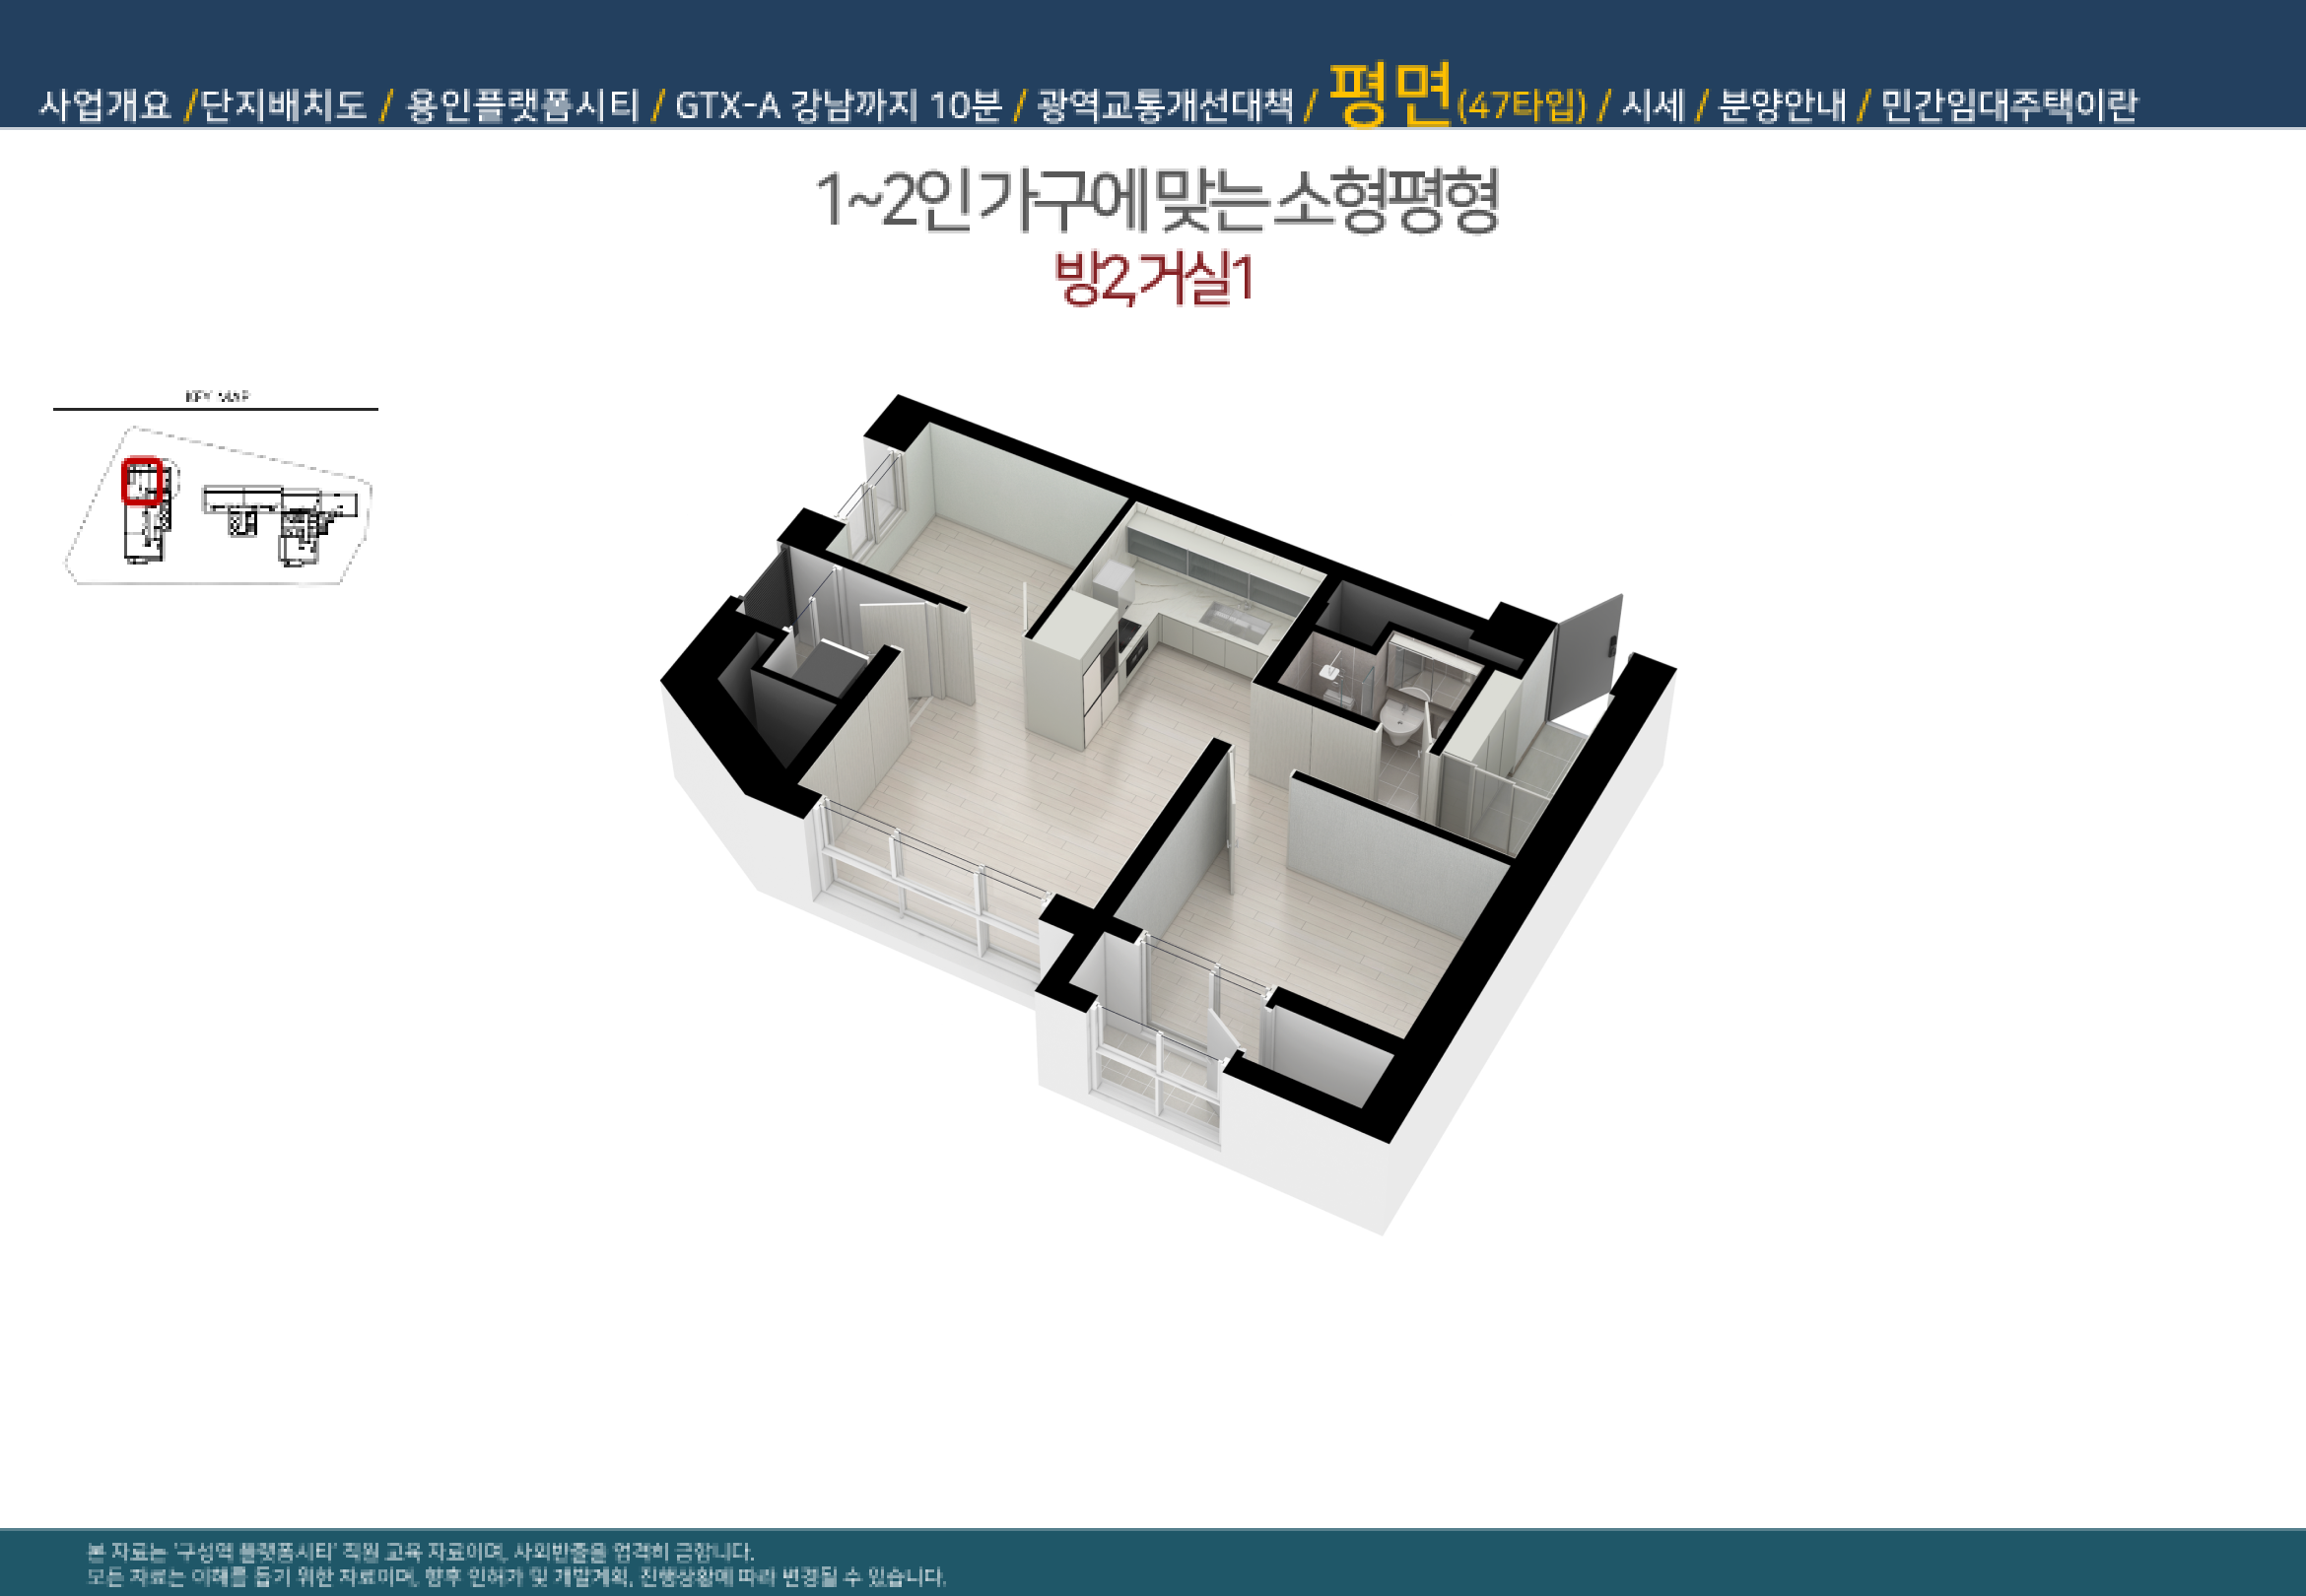 사업개요 /단지배치도 / 용인플랫폼시티 / GTX-A 강남까지 10분 / 광역교통개선대책 / 평면(47타입) / 시세 / 분양안내 / 민간임대주택이란
1~2인 가구에 맞는 소형평형
방2, 거실1
KEY MAP
본 자료는 '구성역 플랫폼시티' 직원 교육 자료이며, 사외반출을 엄격히 금합니다.
모든 자료는 이해를 돕기 위한 자료이며, 향후 인허가 및 개발계획, 진행상황에 따라 변경될 수 있습니다.